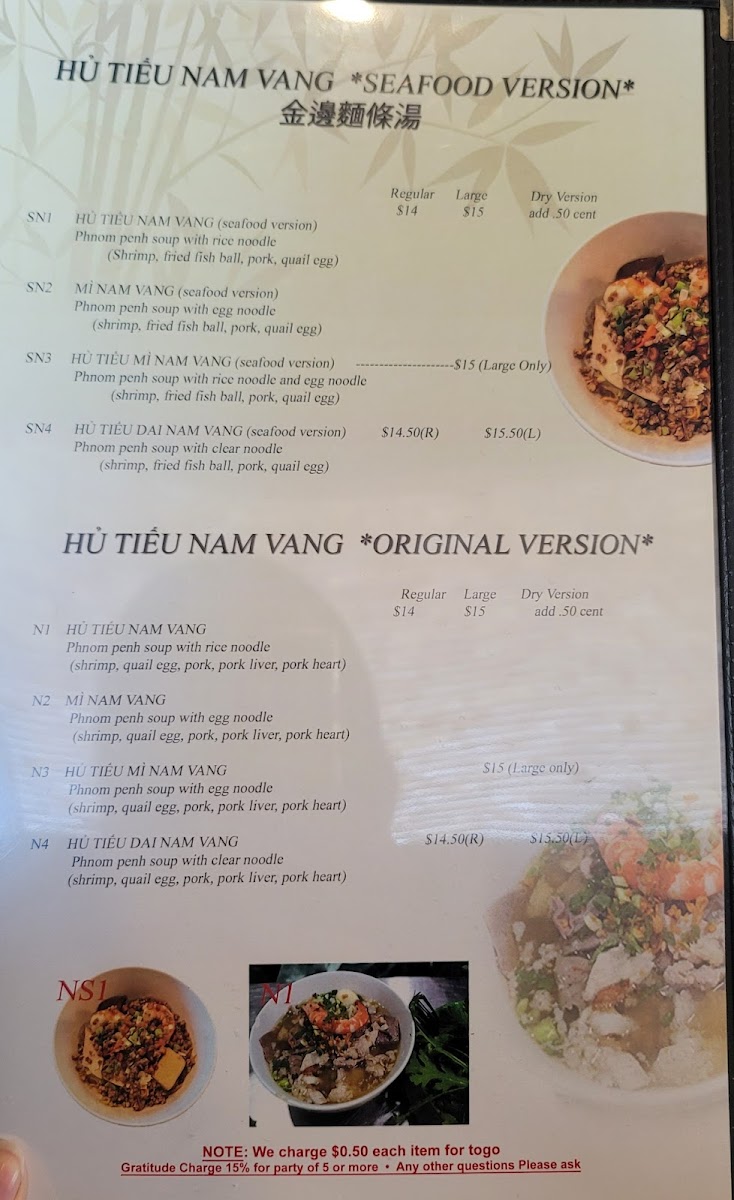 HỦ TIẾU NAM VANG *SEAFOOD VERSION*
金邊麵條湯
Regular Large Dry Version
$14 $15 add .50 cent
SN1 HỦ TIẾU NAM VANG (seafood version)
Phnom penh soup with rice noodle
(Shrimp, fried fish ball, pork, quail egg)
SN2 MÌ NAM VANG (seafood version)
Phnom penh soup with egg noodle
(shrimp, fried fish ball, pork, quail egg)
SN3 HỦ TIẾU MÌ NAM VANG (seafood version) ---------------------$15 (Large Only)
Phnom penh soup with rice noodle and egg noodle
(shrimp, fried fish ball, pork, quail egg)
SN4 HỦ TIẾU DAI NAM VANG (seafood version) $14.50(R) $15.50(L)
Phnom penh soup with clear noodle
(shrimp, fried fish ball, pork, quail egg)
HỦ TIẾU NAM VANG *ORIGINAL VERSION*
Regular Large Dry Version
$14 $15 add .50 cent
N1 HỦ TIẾU NAM VANG
Phnom penh soup with rice noodle
(shrimp, quail egg, pork, pork liver, pork heart)
N2 MÌ NAM VANG
Phnom penh soup with egg noodle
(shrimp, quail egg, pork, pork liver, pork heart)
N3 HỦ TIẾU MÌ NAM VANG $15 (Large only)
Phnom penh soup with egg noodle
(shrimp, quail egg, pork, pork liver, pork heart)
N4 HỦ TIẾU DAI NAM VANG $14.50(R) $15.50(L)
Phnom penh soup with clear noodle
(shrimp, quail egg, pork, pork liver, pork heart)
NS1 N1
NOTE: We charge $0.50 each item for togo
Gratitude Charge 15% for party of 5 or more • Any other questions Please ask